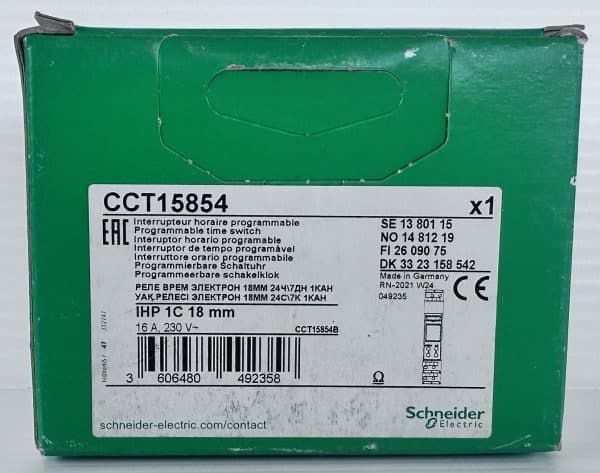 CCT15854
x1
EAC
Interrupteur horaire programmable
Programmable time switch
Interruptor horario programable
Interruptor de tempo programável
Interruttore orario programmabile
Programmierbare Schaltuhr
Programmeerbare schakelklok
РЕЛЕ ВРЕМ ЭЛЕКТРОН 18ММ 24Ч\7ДН 1КАН
УАҚ.РЕЛЕСІ ЭЛЕКТРОН 18ММ 24С\7К 1КАН
IHP 1C 18 mm
16 A, 230 V~
CCT15854B
SE 13 801 15
NO 14 812 19
FI 26 090 75
DK 33 23 158 542
Made in Germany
RN-2021 W24
049235
CE
3 606480 492358
schneider-electric.com/contact
Schneider
Electric